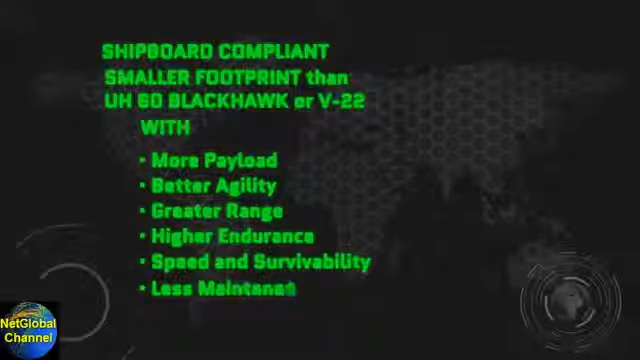 SHIPBOARD COMPLIANT
SMALLER FOOTPRINT than
UH 60 BLACKHAWK or V-22
WITH
• More Payload
• Better Agility
• Greater Range
• Higher Endurance
• Speed and Survivability
• Less Maintenan
NetGlobal
Channel